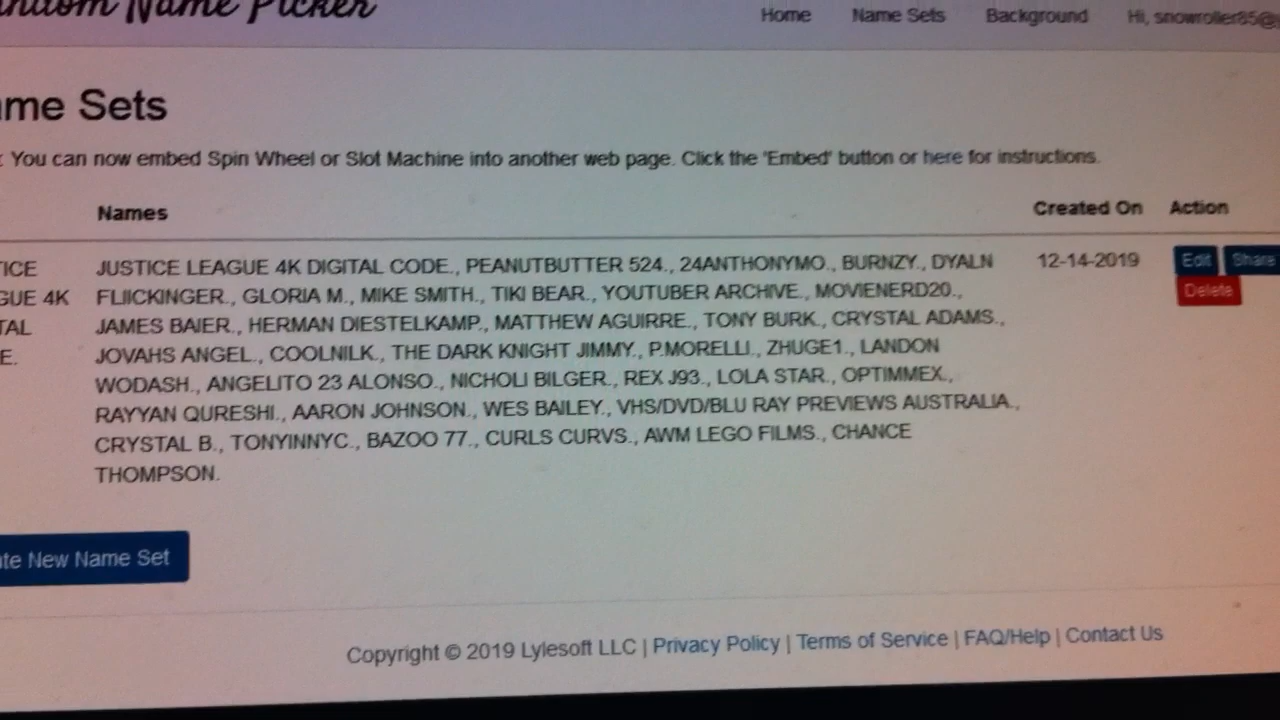 Name Picker
Home Name Sets Background Hi, snowroller85@
me Sets
: You can now embed Spin Wheel or Slot Machine into another web page. Click the 'Embed' button or here for instructions.
Names Created On Action
TICE JUSTICE LEAGUE 4K DIGITAL CODE., PEANUTBUTTER 524., 24ANTHONYMO., BURNZY., DYALN 12-14-2019 Edit Share
GUE 4K FLIICKINGER., GLORIA M., MIKE SMITH., TIKI BEAR., YOUTUBER ARCHIVE., MOVIENERD20., Delete
TAL JAMES BAIER., HERMAN DIESTELKAMP., MATTHEW AGUIRRE., TONY BURK., CRYSTAL ADAMS.,
E. JOVAHS ANGEL., COOLNILK., THE DARK KNIGHT JIMMY., P.MORELLI., ZHUGE1., LANDON
WODASH., ANGELITO 23 ALONSO., NICHOLI BILGER., REX J93., LOLA STAR., OPTIMMEX.,
RAYYAN QURESHI., AARON JOHNSON., WES BAILEY., VHS/DVD/BLU RAY PREVIEWS AUSTRALIA.,
CRYSTAL B., TONYINNYC., BAZOO 77., CURLS CURVS., AWM LEGO FILMS., CHANCE
THOMPSON.
te New Name Set
Copyright © 2019 Lylesoft LLC | Privacy Policy | Terms of Service | FAQ/Help | Contact Us